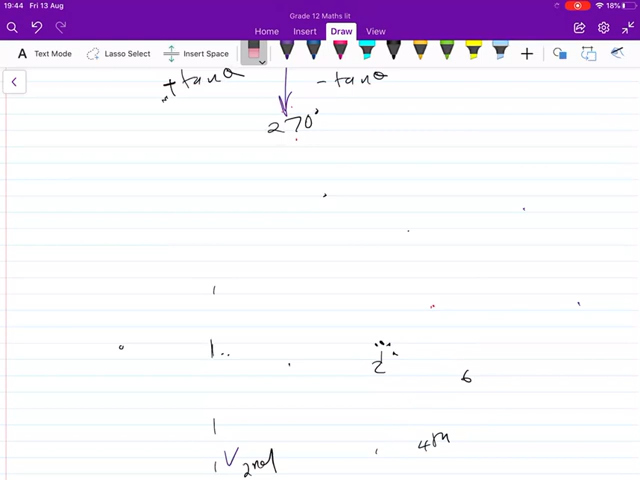 19:44 Fri 13 Aug
18%
Grade 12 Maths lit
Home Insert Draw View
A Text Mode Lasso Select Insert Space
+tanθ -tanθ
270°
1
2
6
4th
2nd